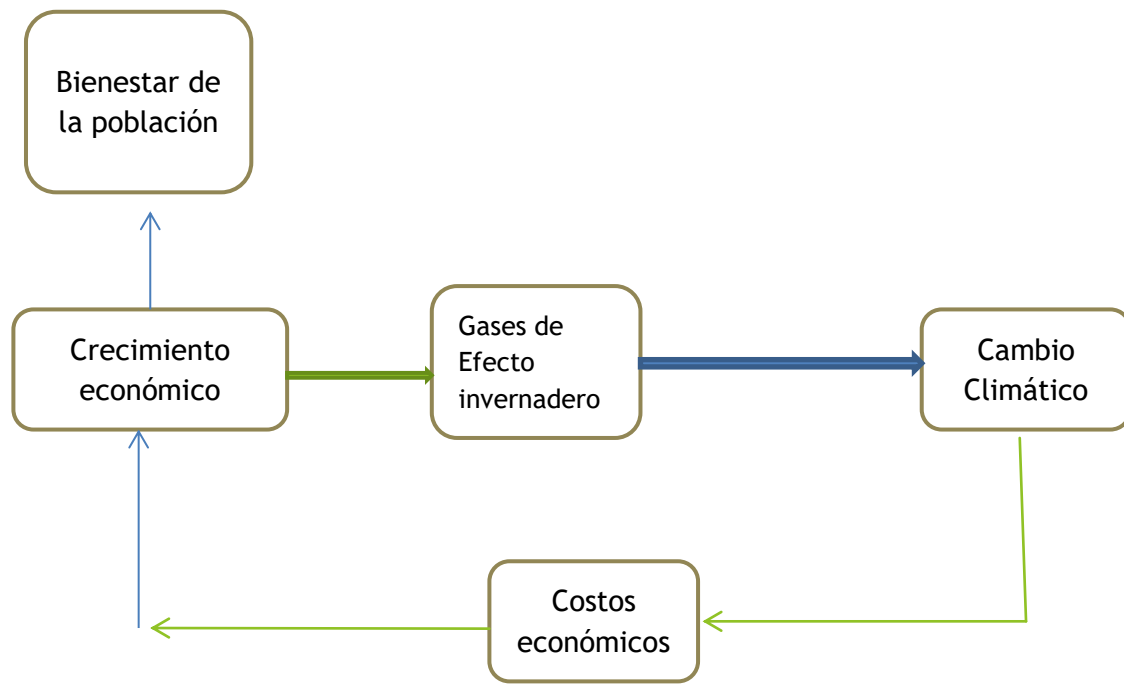 Bienestar de
la población
Crecimiento
económico
Gases de
Efecto
invernadero
Cambio
Climático
Costos
económicos